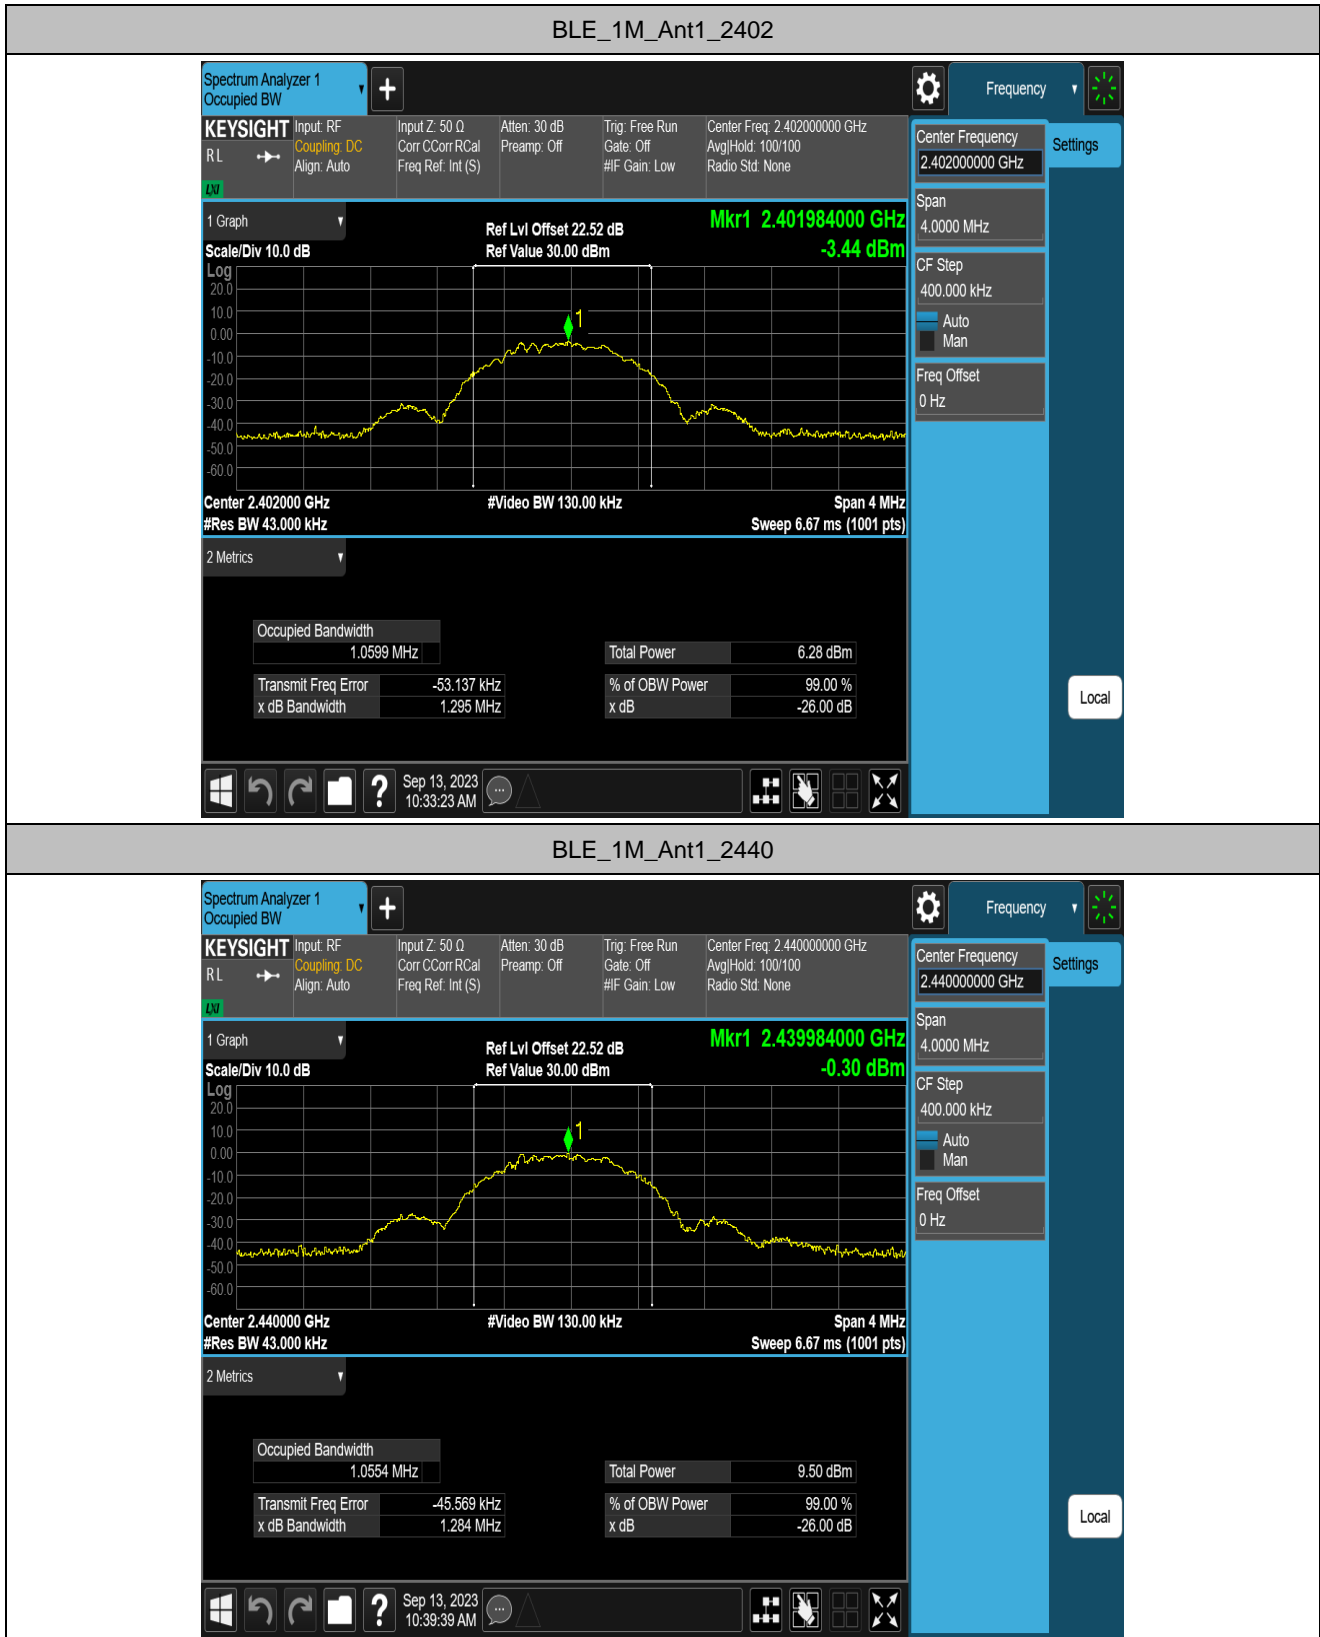 BLE_1M_Ant1_2402
Spectrum Analyzer 1
Occupied BW
Frequency
KEYSIGHT
R L
LXI
Input: RF
Coupling: DC
Align: Auto
Input Z: 50 Ω
Corr CCorr RCal
Freq Ref: Int (S)
Atten: 30 dB
Preamp: Off
Trig: Free Run
Gate: Off
#IF Gain: Low
Center Freq: 2.402000000 GHz
Avg|Hold: 100/100
Radio Std: None
Center Frequency
2.402000000 GHz
Settings
Span
4.0000 MHz
CF Step
400.000 kHz
Auto
Man
Freq Offset
0 Hz
Local
1 Graph
Scale/Div 10.0 dB
Ref Lvl Offset 22.52 dB
Ref Value 30.00 dBm
Mkr1 2.401984000 GHz
-3.44 dBm
Log
20.0
10.0
0.00
-10.0
-20.0
-30.0
-40.0
-50.0
-60.0
1
Center 2.402000 GHz
#Video BW 130.00 kHz
Span 4 MHz
#Res BW 43.000 kHz
Sweep 6.67 ms (1001 pts)
2 Metrics
Occupied Bandwidth
1.0599 MHz
Total Power 6.28 dBm
Transmit Freq Error -53.137 kHz
% of OBW Power 99.00 %
x dB Bandwidth 1.295 MHz
x dB -26.00 dB
?
Sep 13, 2023
10:33:23 AM
BLE_1M_Ant1_2440
Spectrum Analyzer 1
Occupied BW
Frequency
KEYSIGHT
R L
LXI
Input: RF
Coupling: DC
Align: Auto
Input Z: 50 Ω
Corr CCorr RCal
Freq Ref: Int (S)
Atten: 30 dB
Preamp: Off
Trig: Free Run
Gate: Off
#IF Gain: Low
Center Freq: 2.440000000 GHz
Avg|Hold: 100/100
Radio Std: None
Center Frequency
2.440000000 GHz
Settings
Span
4.0000 MHz
CF Step
400.000 kHz
Auto
Man
Freq Offset
0 Hz
Local
1 Graph
Scale/Div 10.0 dB
Ref Lvl Offset 22.52 dB
Ref Value 30.00 dBm
Mkr1 2.439984000 GHz
-0.30 dBm
Log
20.0
10.0
0.00
-10.0
-20.0
-30.0
-40.0
-50.0
-60.0
1
Center 2.440000 GHz
#Video BW 130.00 kHz
Span 4 MHz
#Res BW 43.000 kHz
Sweep 6.67 ms (1001 pts)
2 Metrics
Occupied Bandwidth
1.0554 MHz
Total Power 9.50 dBm
Transmit Freq Error -45.569 kHz
% of OBW Power 99.00 %
x dB Bandwidth 1.284 MHz
x dB -26.00 dB
?
Sep 13, 2023
10:39:39 AM